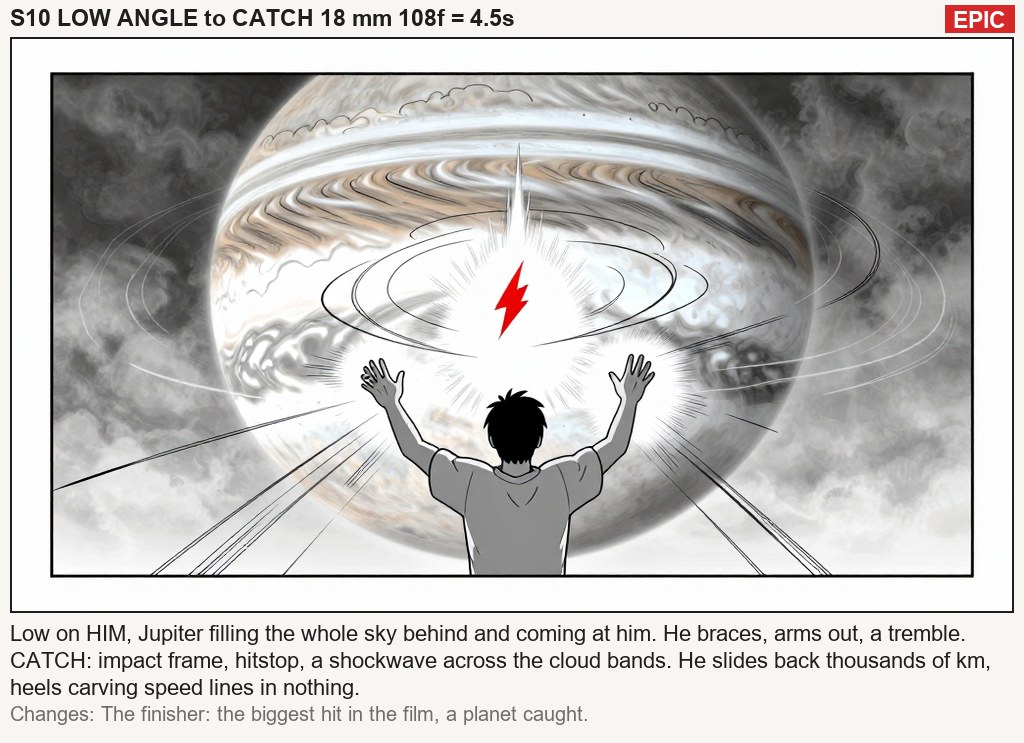 S10 LOW ANGLE to CATCH 18 mm 108f = 4.5s
EPIC
Low on HIM, Jupiter filling the whole sky behind and coming at him. He braces, arms out, a tremble.
CATCH: impact frame, hitstop, a shockwave across the cloud bands. He slides back thousands of km,
heels carving speed lines in nothing.
Changes: The finisher: the biggest hit in the film, a planet caught.